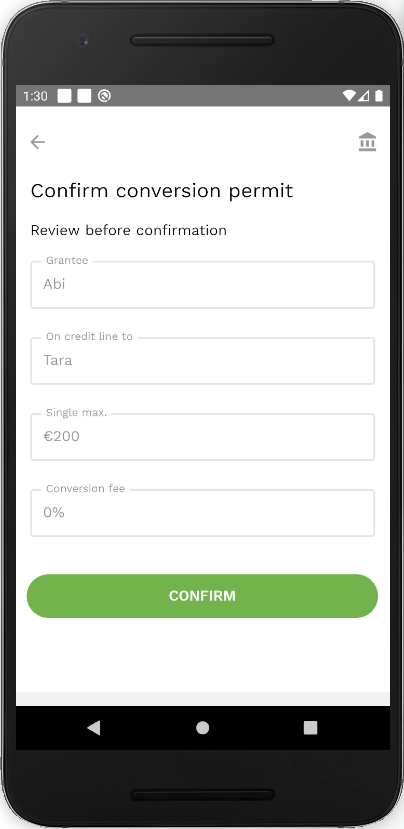 1:30
Confirm conversion permit
Review before confirmation
Grantee
Abi
On credit line to
Tara
Single max.
€200
Conversion fee
0%
CONFIRM